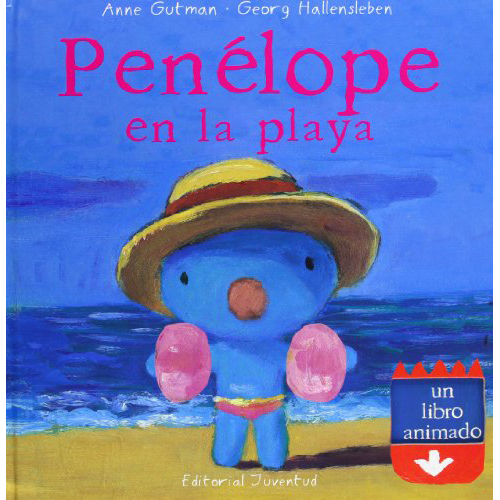 Anne Gutman · Georg Hallensleben
Penélope
en la playa
un
libro
animado
Editorial Juventud